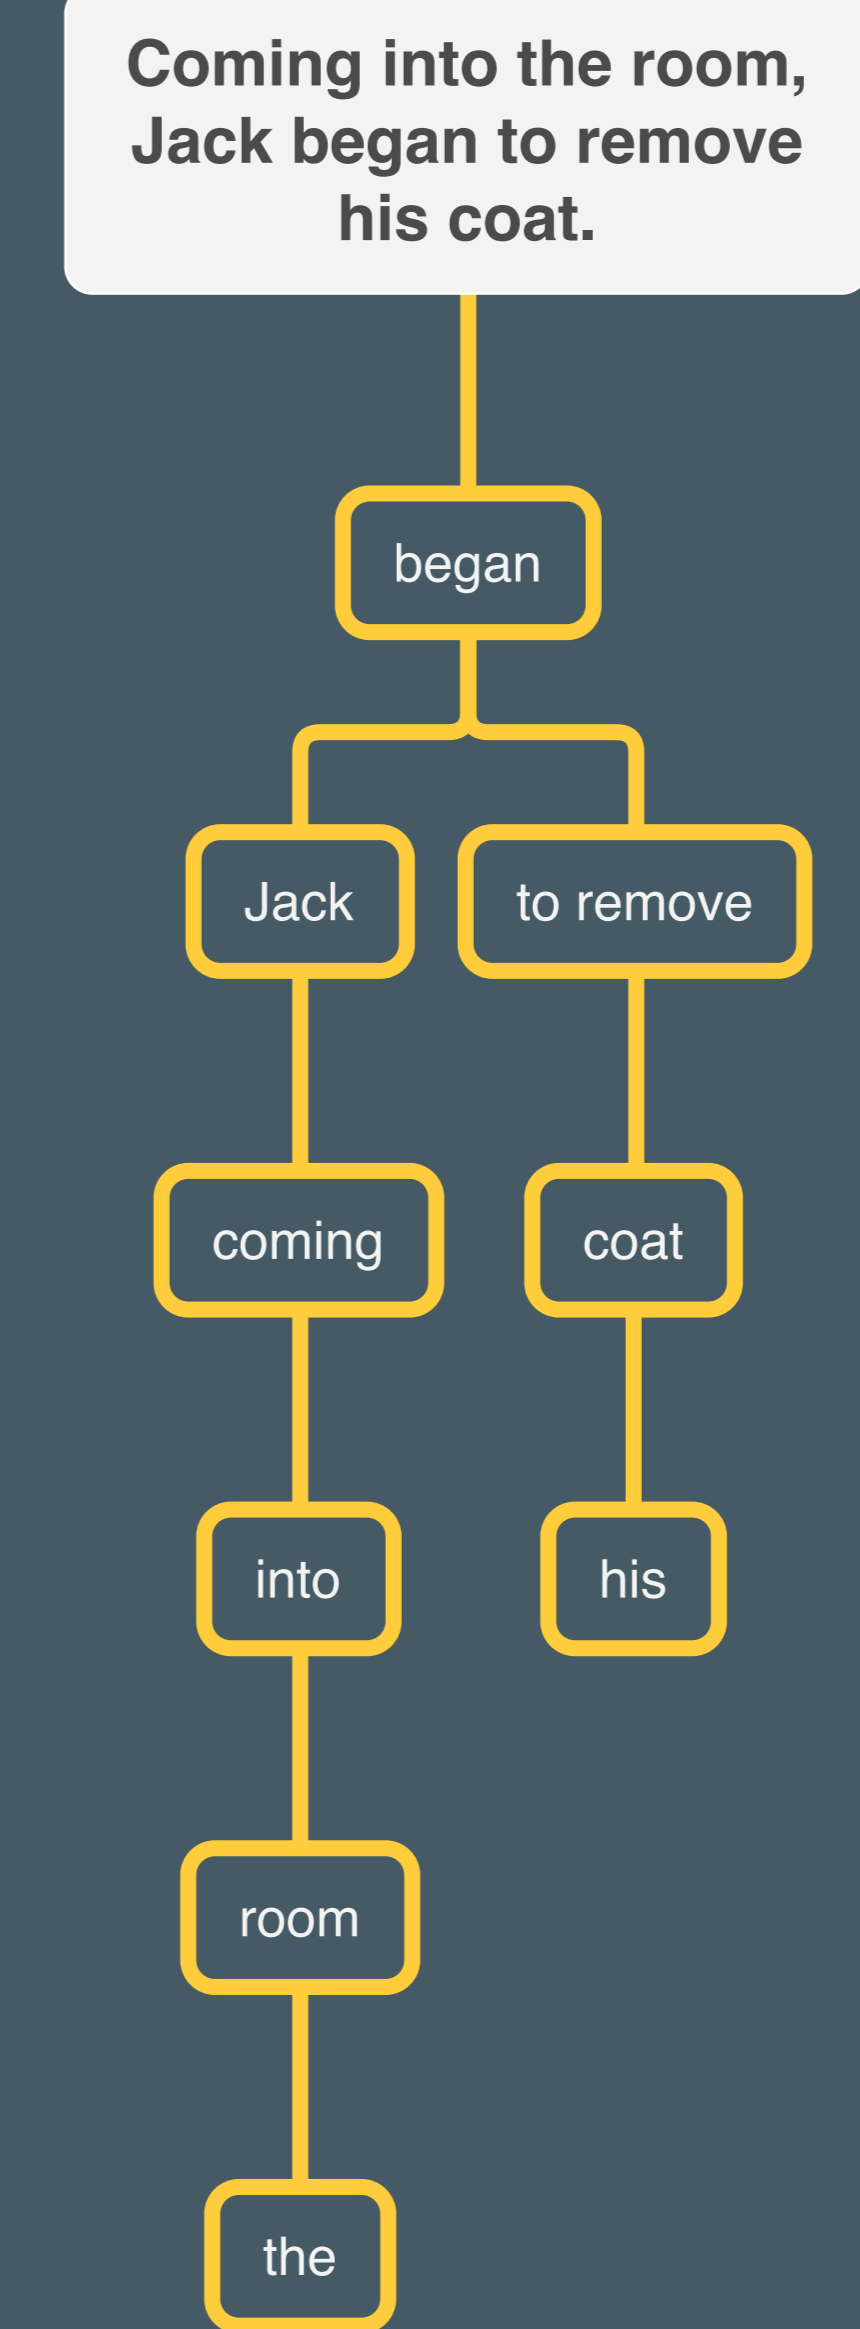 Coming into the room,
Jack began to remove
his coat.
began
Jack
to remove
coming
coat
into
his
room
the